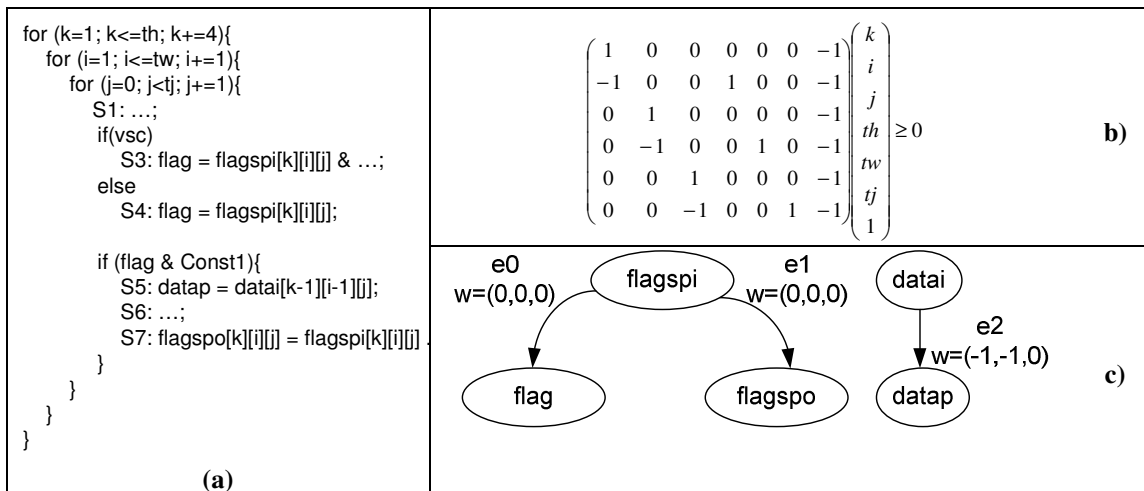 for (k=1; k<=th; k+=4){
for (i=1; i<=tw; i+=1){
for (j=0; j<tj; j+=1){
S1: …;
if(vsc)
S3: flag = flagspi[k][i][j] & …;
else
S4: flag = flagspi[k][i][j];
if (flag & Const1){
S5: datap = datai[k-1][i-1][j];
S6: …;
S7: flagspo[k][i][j] = flagspi[k][i][j] .
}
}
}
}
(a)
1 0 0 0 0 0 −1
−1 0 0 1 0 0 −1
0 1 0 0 0 0 −1
0 −1 0 0 1 0 −1
0 0 1 0 0 0 −1
0 0 −1 0 0 1 −1
k
i
j
th
tw
tj
1
≥ 0
b)
e0
w=(0,0,0)
flagspi
e1
w=(0,0,0)
datai
e2
w=(-1,-1,0)
flag
flagspo
datap
c)